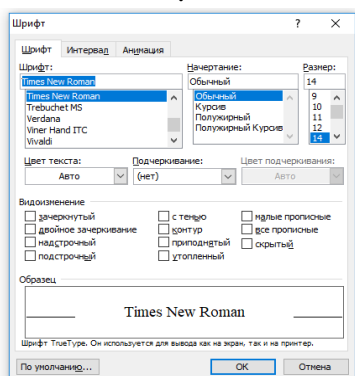 Шрифт ? X
Шрифт Интервал Анимация
Шрифт: Начертание: Размер:
Times New Roman Обычный 14
Times New Roman Обычный 9
Trebuchet MS Курсив 10
Verdana Полужирный 11
Viner Hand ITC Полужирный Курсив 12
Vivaldi 14
Цвет текста: Подчеркивание: Цвет подчеркивания:
Авто (нет) Авто
Видоизменение
зачеркнутый с тенью малые прописные
двойное зачеркивание контур все прописные
надстрочный приподнятый скрытый
подстрочный утопленный
Образец
Times New Roman
Шрифт TrueType. Он используется для вывода как на экран, так и на принтер.
По умолчанию... ОК Отмена